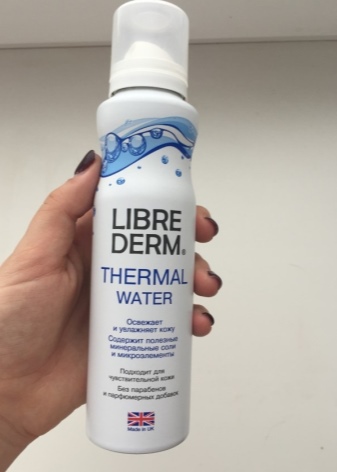 LIBRE
DERM®
THERMAL
WATER
Освежает
и увлажняет кожу
Содержит полезные
минеральные соли
и микроэлементы
Подходит для
чувствительной кожи
Без парабенов
и парфюмерных добавок
Made in UK